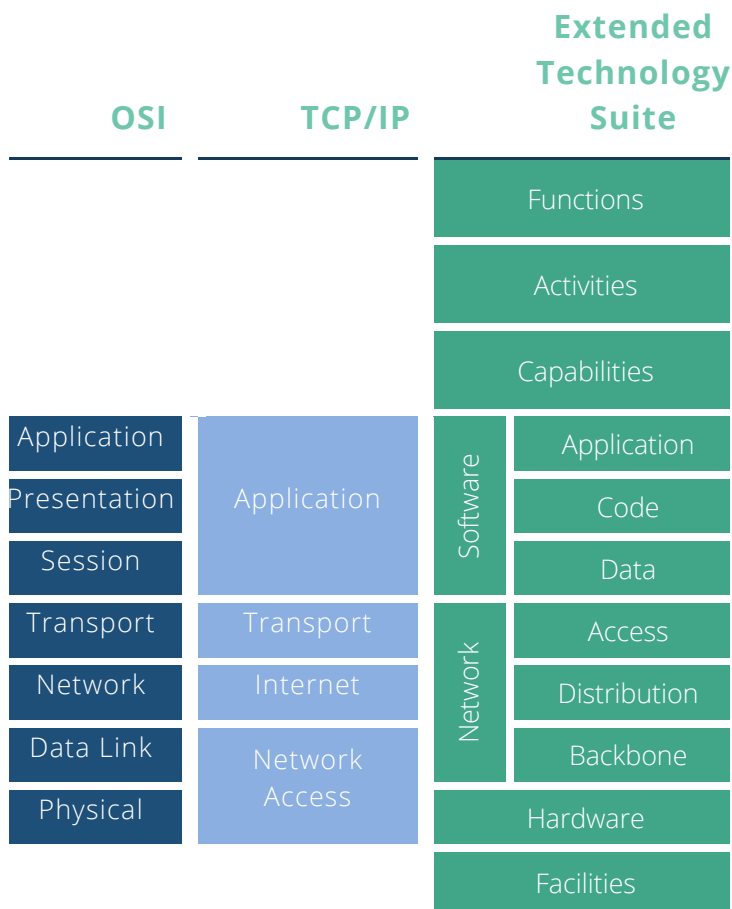 Extended
Technology
OSI TCP/IP Suite
Functions
Activities
Capabilities
Application
Presentation
Session
Transport
Network
Data Link
Physical
Application
Transport
Internet
Network
Access
Software
Application
Code
Data
Network
Access
Distribution
Backbone
Hardware
Facilities